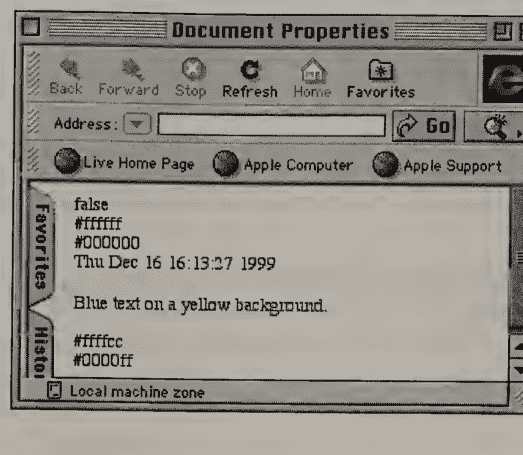 Document Properties
Back Forward Stop Refresh Home Favorites
Address: Go
Live Home Page Apple Computer Apple Support
Favorites
false
#ffffff
#000000
Thu Dec 16 16:13:27 1999
Blue text on a yellow background.
Histor
#ffffcc
#0000ff
Local machine zone